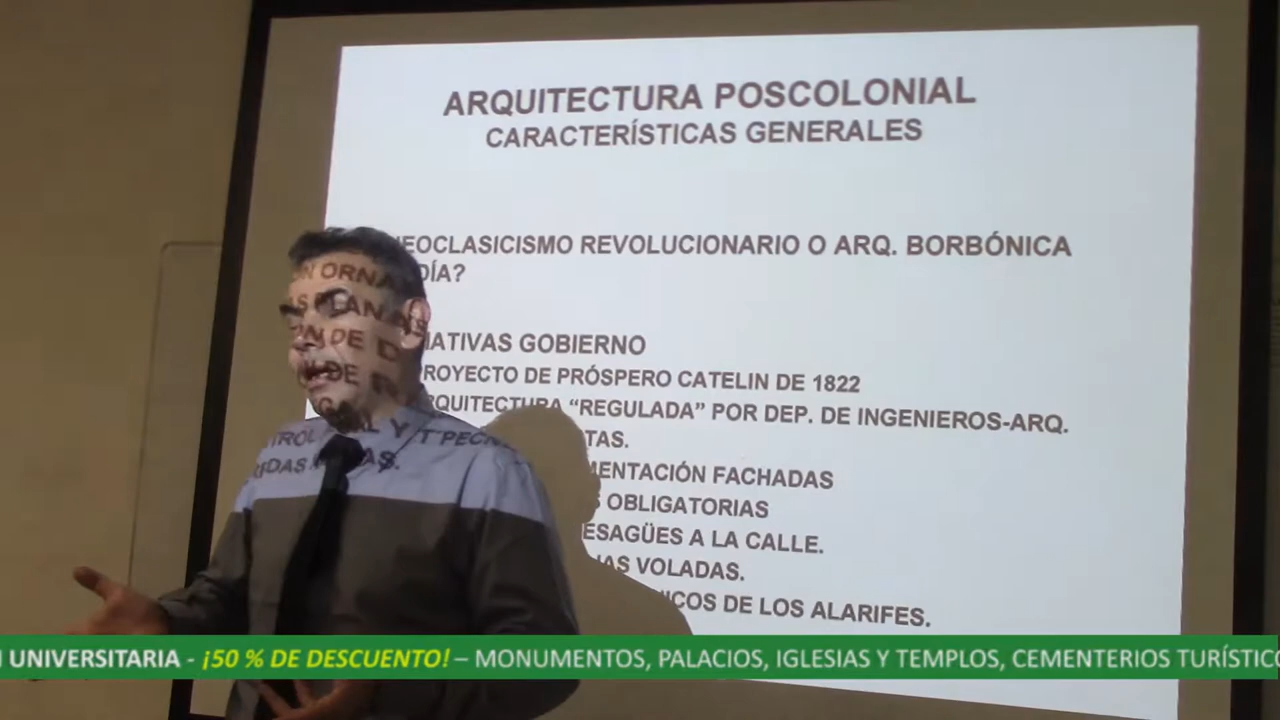 ARQUITECTURA POSCOLONIAL
CARACTERÍSTICAS GENERALES
NEOCLASICISMO REVOLUCIONARIO O ARQ. BORBÓNICA
DÍA?
IATIVAS GOBIERNO
ROYECTO DE PRÓSPERO CATELIN DE 1822
RQUITECTURA “REGULADA” POR DEP. DE INGENIEROS-ARQ.
TAS.
MENTACIÓN FACHADAS
S OBLIGATORIAS
ESAGÜES A LA CALLE.
AS VOLADAS.
ICOS DE LOS ALARIFES.
N UNIVERSITARIA - ¡50 % DE DESCUENTO! – MONUMENTOS, PALACIOS, IGLESIAS Y TEMPLOS, CEMENTERIOS TURÍSTICO